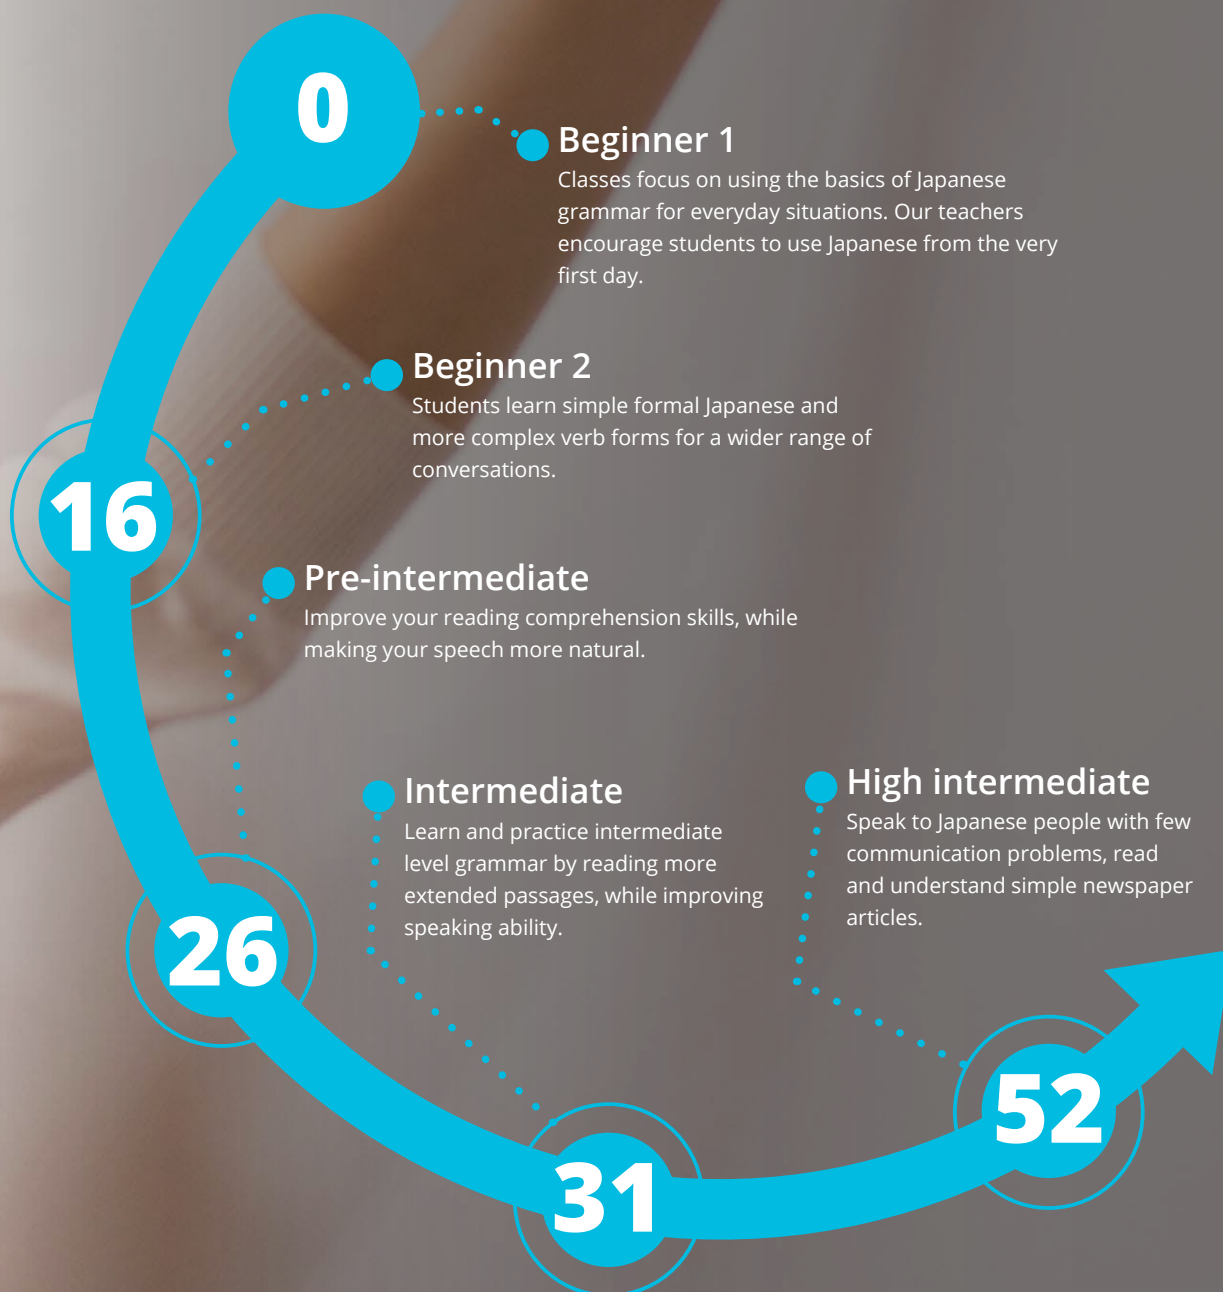 0
Beginner 1
Classes focus on using the basics of Japanese
grammar for everyday situations. Our teachers
encourage students to use Japanese from the very
first day.
Beginner 2
Students learn simple formal Japanese and
more complex verb forms for a wider range of
conversations.
16
Pre-intermediate
Improve your reading comprehension skills, while
making your speech more natural.
26
Intermediate
Learn and practice intermediate
level grammar by reading more
extended passages, while improving
speaking ability.
31
High intermediate
Speak to Japanese people with few
communication problems, read
and understand simple newspaper
articles.
52